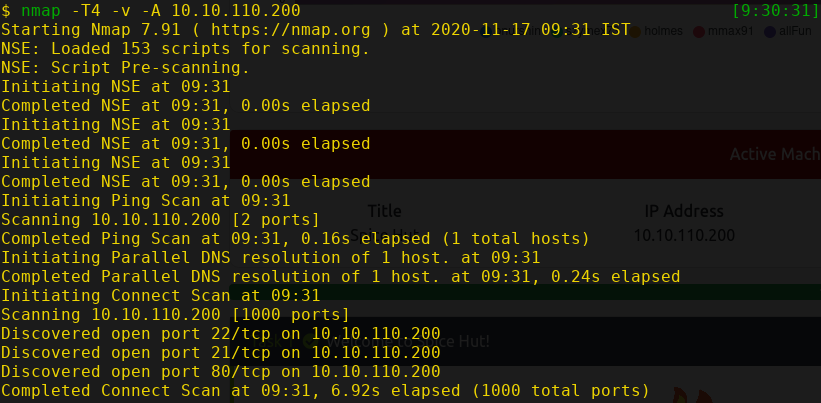 $ nmap -T4 -v -A 10.10.110.200 [9:30:31]
Starting Nmap 7.91 ( https://nmap.org ) at 2020-11-17 09:31 IST
holmes mmax91 allFun
NSE: Loaded 153 scripts for scanning.
NSE: Script Pre-scanning.
Initiating NSE at 09:31
Completed NSE at 09:31, 0.00s elapsed
Initiating NSE at 09:31
Completed NSE at 09:31, 0.00s elapsed
Active Mach
Initiating NSE at 09:31
Completed NSE at 09:31, 0.00s elapsed
Initiating Ping Scan at 09:31
Title IP Address
Scanning 10.10.110.200 [2 ports]
Completed Ping Scan at 09:31, 0.16s elapsed (1 total hosts)
10.10.110.200
Initiating Parallel DNS resolution of 1 host. at 09:31
Completed Parallel DNS resolution of 1 host. at 09:31, 0.24s elapsed
Initiating Connect Scan at 09:31
Scanning 10.10.110.200 [1000 ports]
Discovered open port 22/tcp on 10.10.110.200
Hut!
Discovered open port 21/tcp on 10.10.110.200
Discovered open port 80/tcp on 10.10.110.200
Completed Connect Scan at 09:31, 6.92s elapsed (1000 total ports)